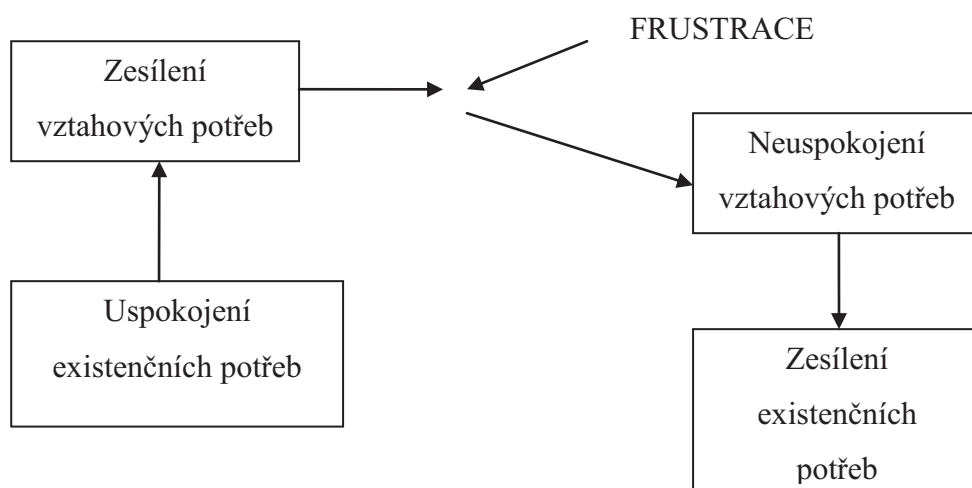 FRUSTRACE
Zesílení
vztahových potřeb
Neuspokojení
vztahových potřeb
Uspokojení
existenčních potřeb
Zesílení
existenčních
potřeb